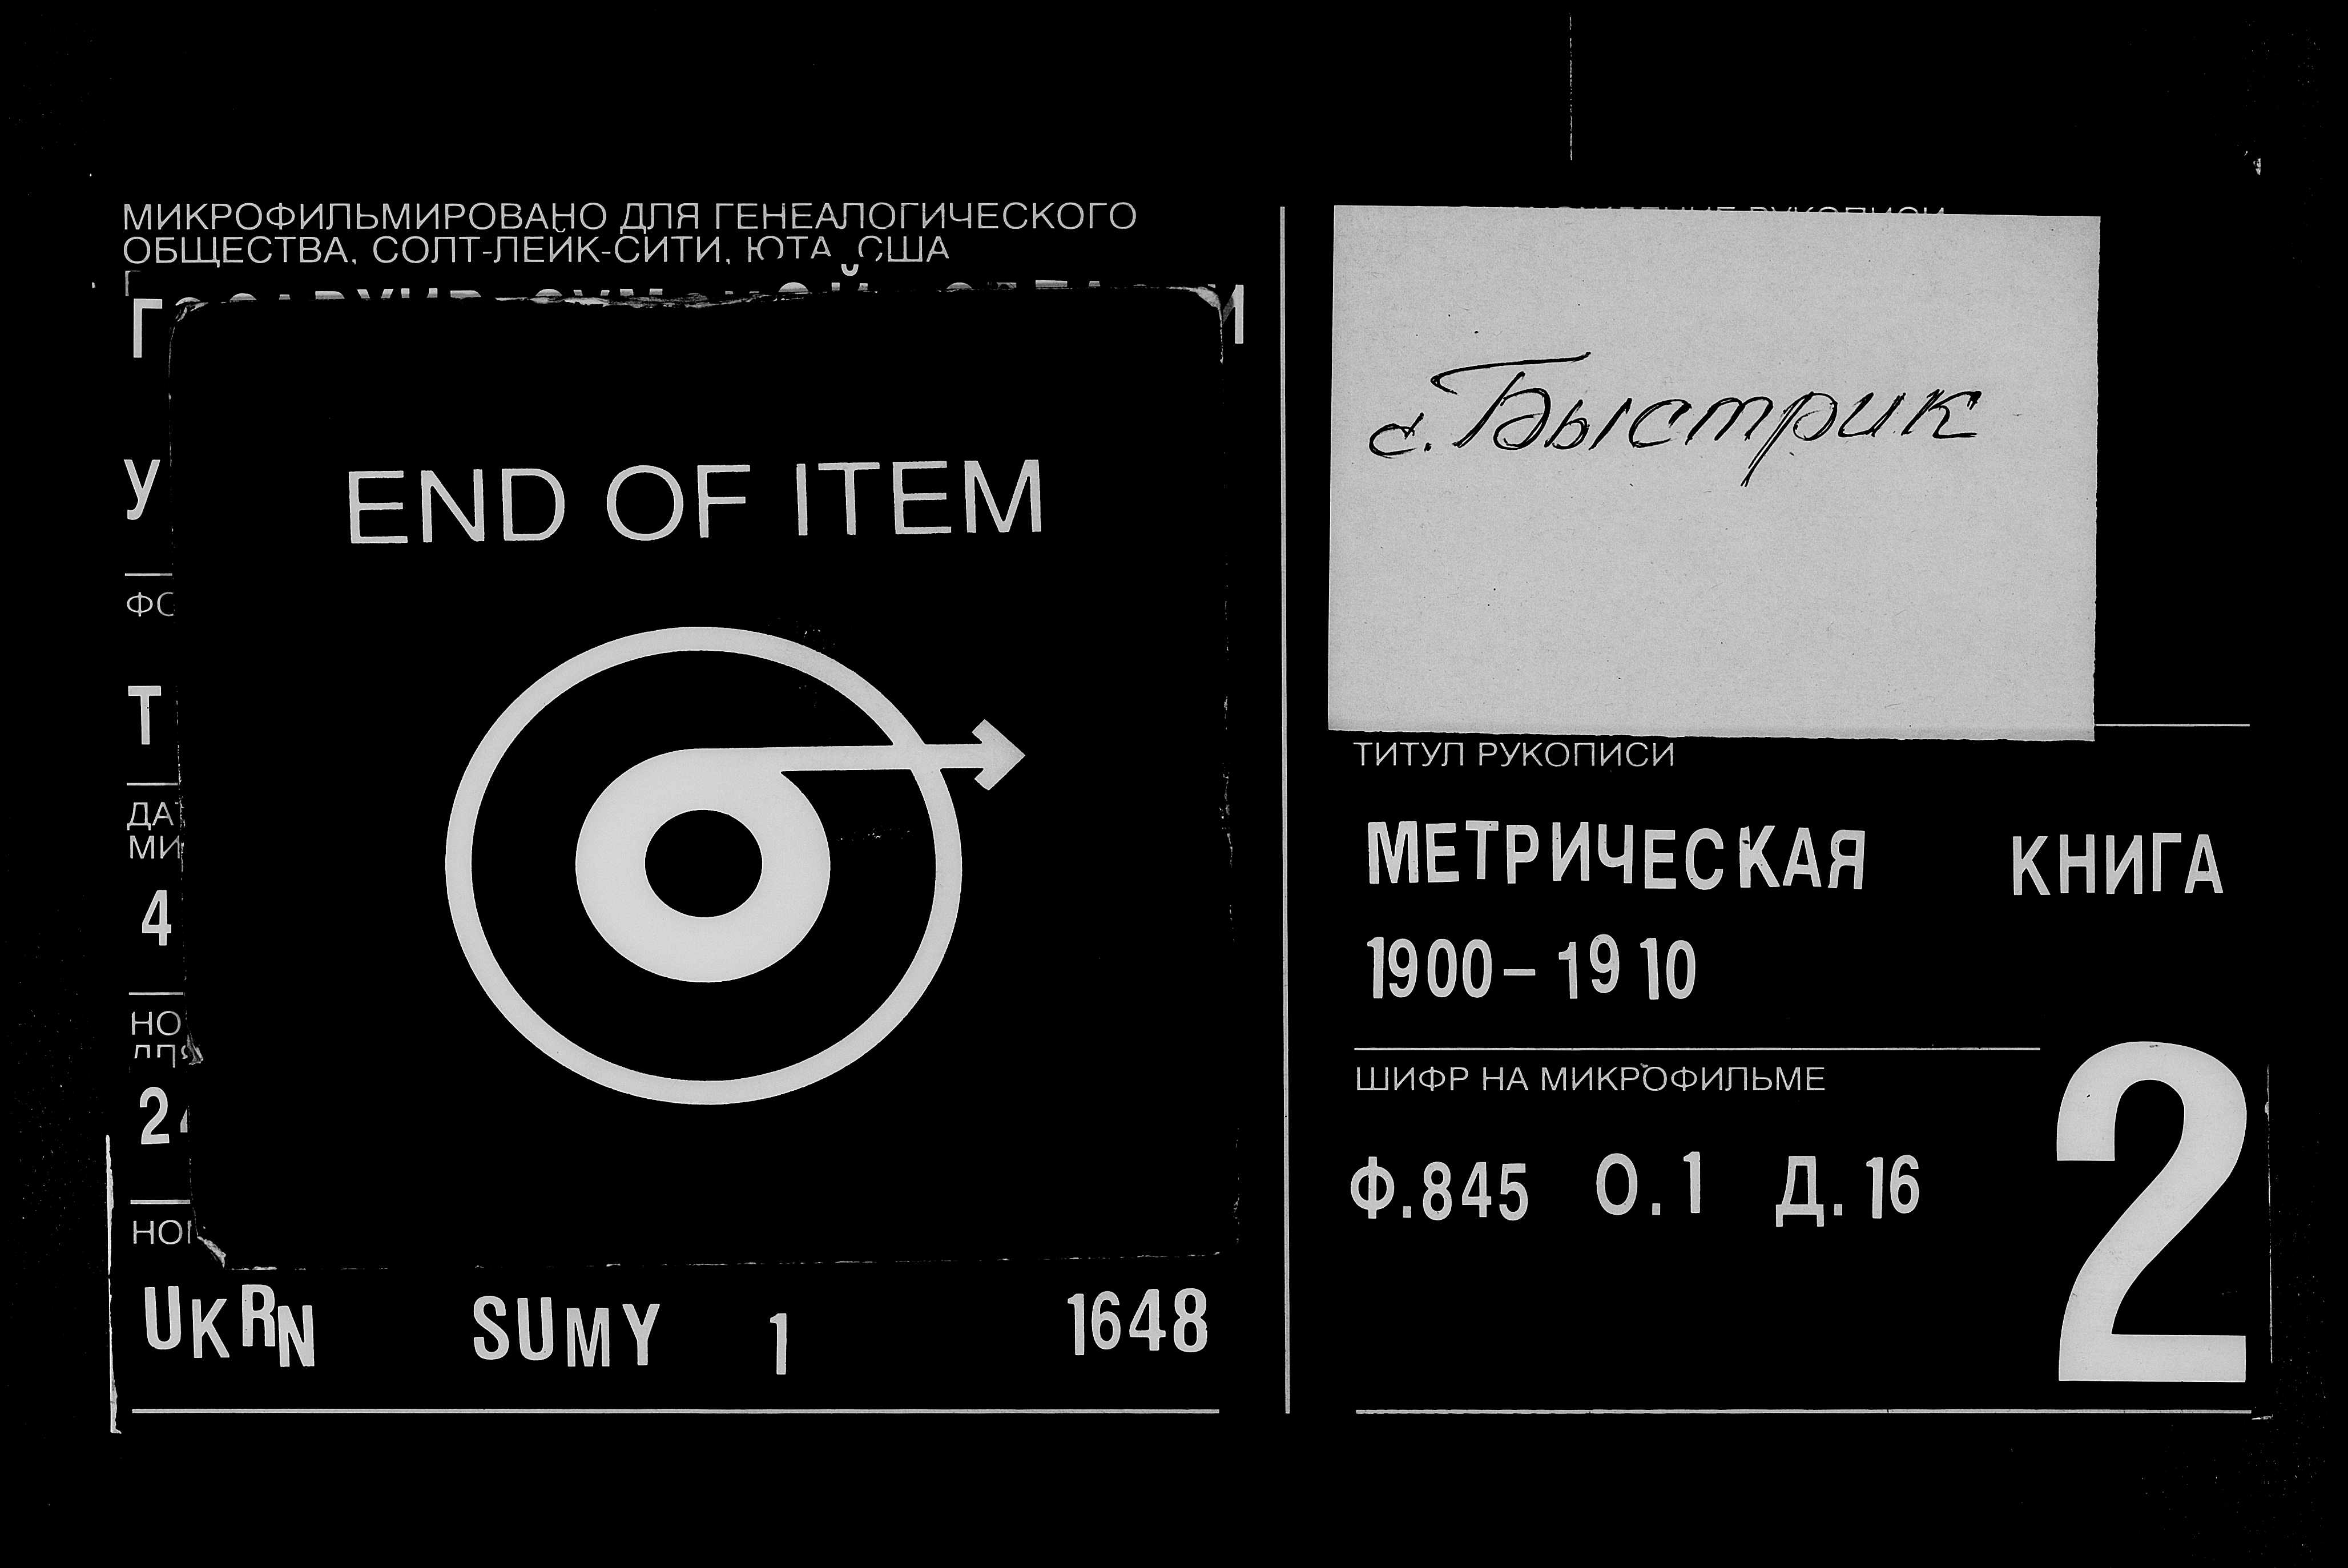 МИКРОФИЛЬМИРОВАНО ДЛЯ ГЕНЕАЛОГИЧЕСКОГО
ОБЩЕСТВА, СОЛТ-ЛЕЙК-СИТИ, ЮТА, США
END OF ITEM
UKRN SUMY 1 1648
с. Быстрик
ТИТУЛ РУКОПИСИ
МЕТРИЧЕСКАЯ КНИГА
1900-1910
ШИФР НА МИКРОФИЛЬМЕ
Ф.845 О.1 Д.16
2